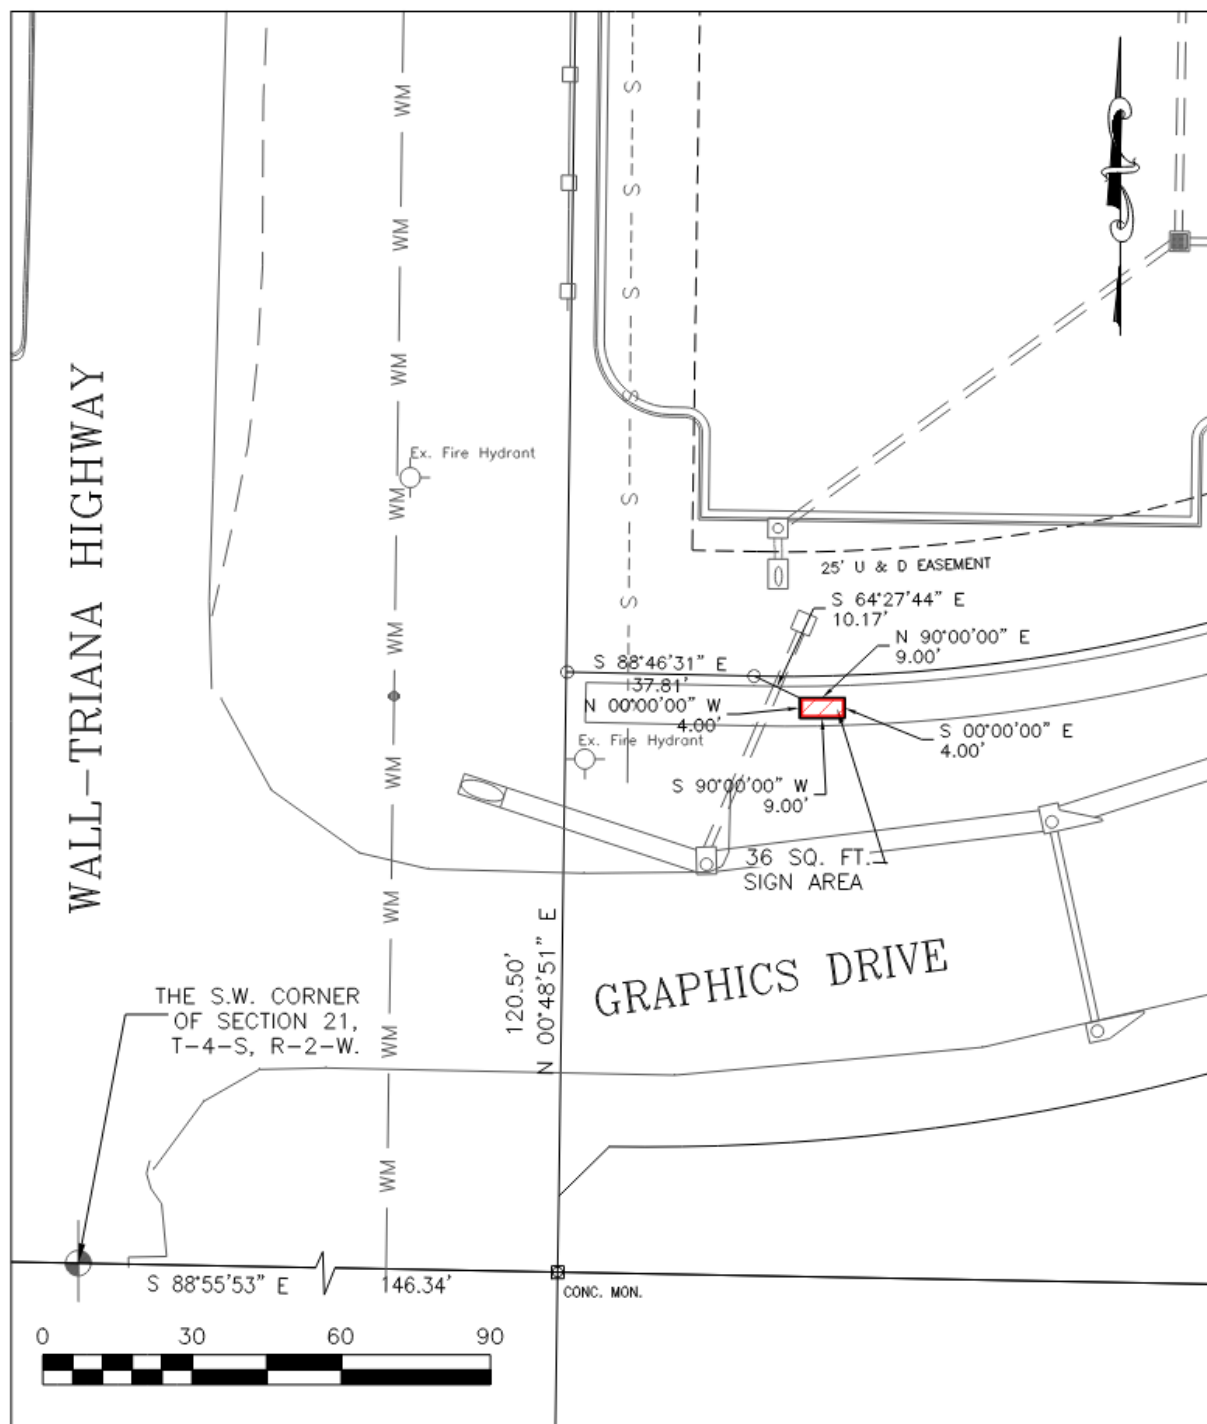 S
WM
S
WM
S
WM
S
Ex. Fire Hydrant
WM
S
25' U & D EASEMENT
S
S 64°27'44" E
10.17'
WM
N 90°00'00" E
9.00'
S 88°46'31" E
37.81'
N 00°00'00" W
4.00'
S 00°00'00" E
4.00'
Ex. Fire Hydrant
WM
S 90°00'00" W
9.00'
WALL-TRIANA HIGHWAY
36 SQ. FT.
SIGN AREA
WM
120.50'
N 00°48'51" E
GRAPHICS DRIVE
THE S.W. CORNER
OF SECTION 21,
T-4-S, R-2-W.
WM
WM
S 88°55'53" E 146.34'
CONC. MON.
0 30 60 90